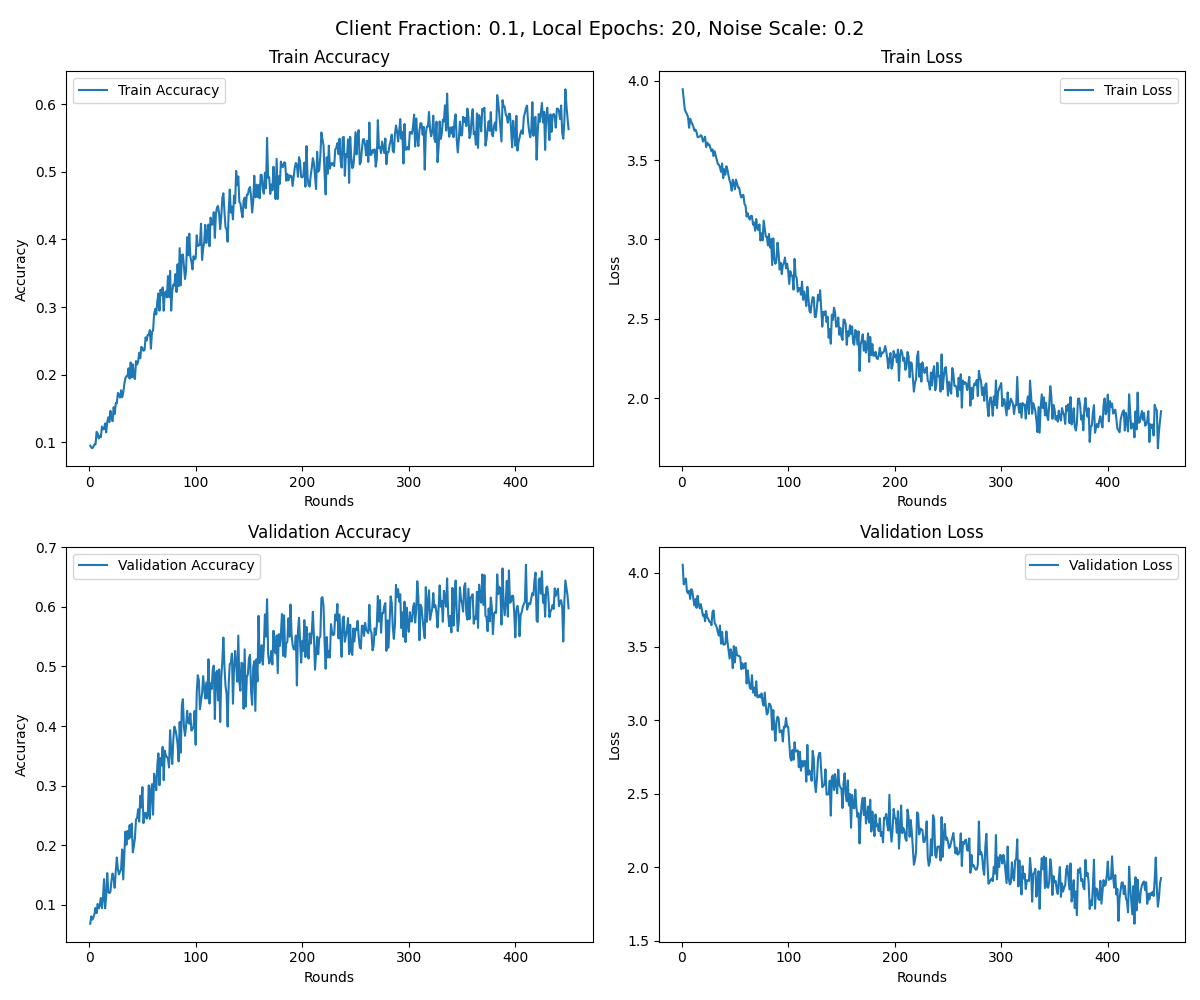 Client Fraction: 0.1, Local Epochs: 20, Noise Scale: 0.2
Train Accuracy
Train Accuracy
0.6
0.5
0.4
0.3
0.2
0.1
Accuracy
0 100 200 300 400
Rounds
Train Loss
Train Loss
4.0
3.5
3.0
2.5
2.0
Loss
0 100 200 300 400
Rounds
Validation Accuracy
Validation Accuracy
0.7
0.6
0.5
0.4
0.3
0.2
0.1
Accuracy
0 100 200 300 400
Rounds
Validation Loss
Validation Loss
4.0
3.5
3.0
2.5
2.0
1.5
Loss
0 100 200 300 400
Rounds